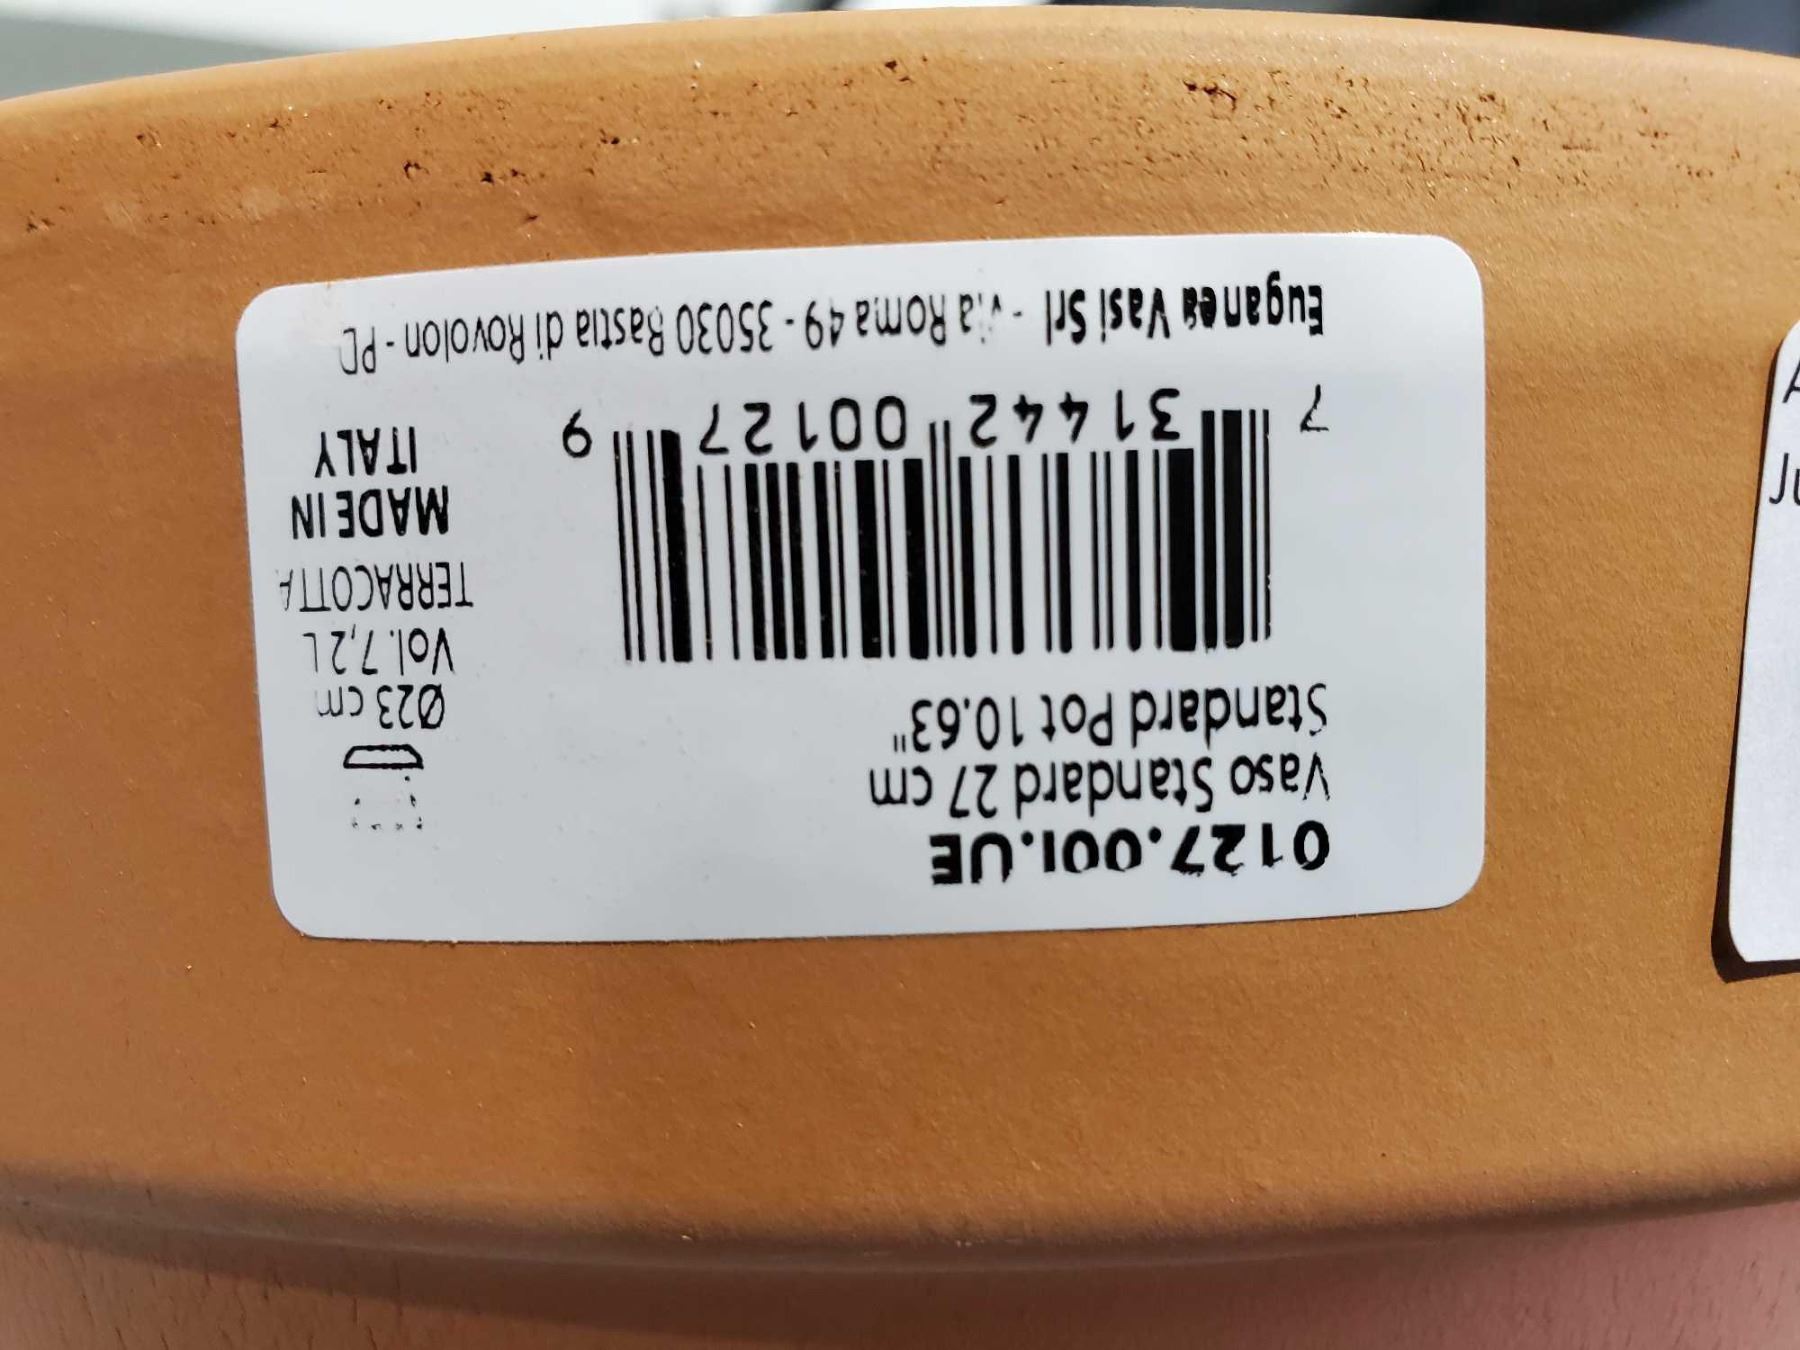 0127.001.UE
Vaso Standard 27 cm
Standard Pot 10.63"
Ø23 cm
Vol. 7,2 L
TERRACOTTA
MADE IN
ITALY
7 31442 00127 9
Euganea Vasi Srl - Via Roma 49 - 35030 Bastia di Rovolon - PD